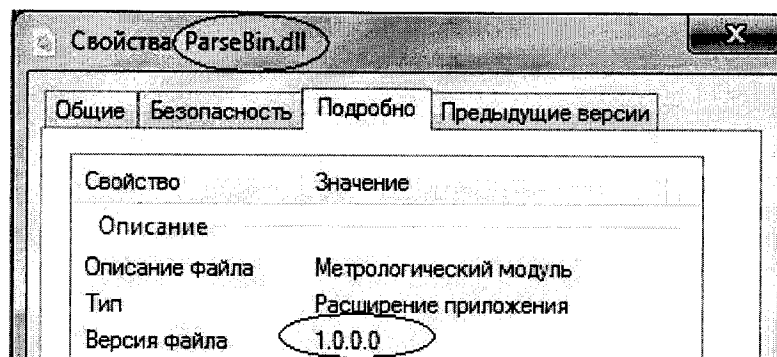 Свойства: ParseBin.dll
Общие Безопасность Подробно Предыдущие версии
Свойство Значение
Описание
Описание файла Метрологический модуль
Тип Расширение приложения
Версия файла 1.0.0.0